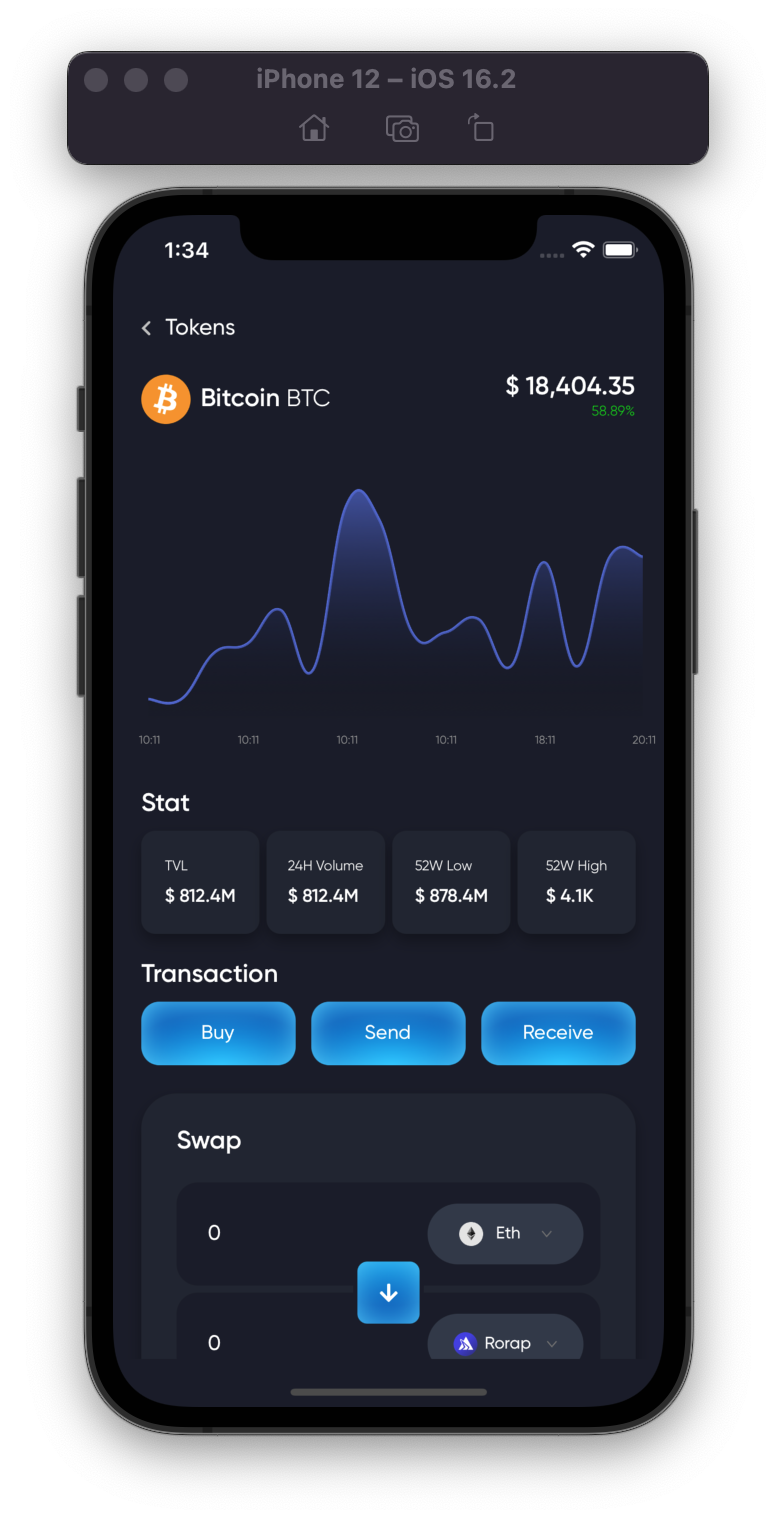 iPhone 12 – iOS 16.2
1:34
Tokens
Bitcoin BTC
$ 18,404.35
58.89%
10:11 10:11 10:11 10:11 18:11 20:11
Stat
TVL 24H Volume 52W Low 52W High
$ 812.4M $ 812.4M $ 878.4M $ 4.1K
Transaction
Buy Send Receive
Swap
0 Eth
0 Rorap